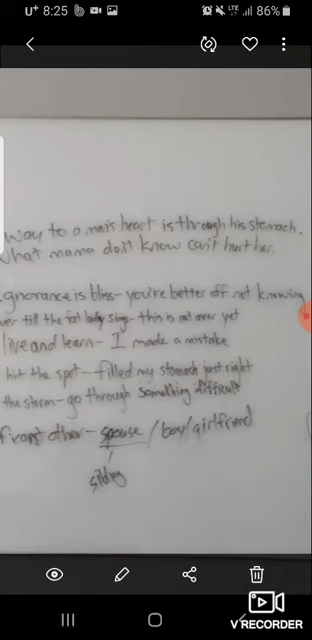 U+ 8:25 LTE 86%
way to a man's heart is through his stomach.
what mama don't know can't hurt her.
gnorance is bliss - you're better off not knowing
ver till the fat lady sings - this is not over yet
live and learn - I made a mistake
hit the spot - filled my stomach just right
the storm - go through something difficult
other - spouse / boy/girlfriend
sibling
V RECORDER